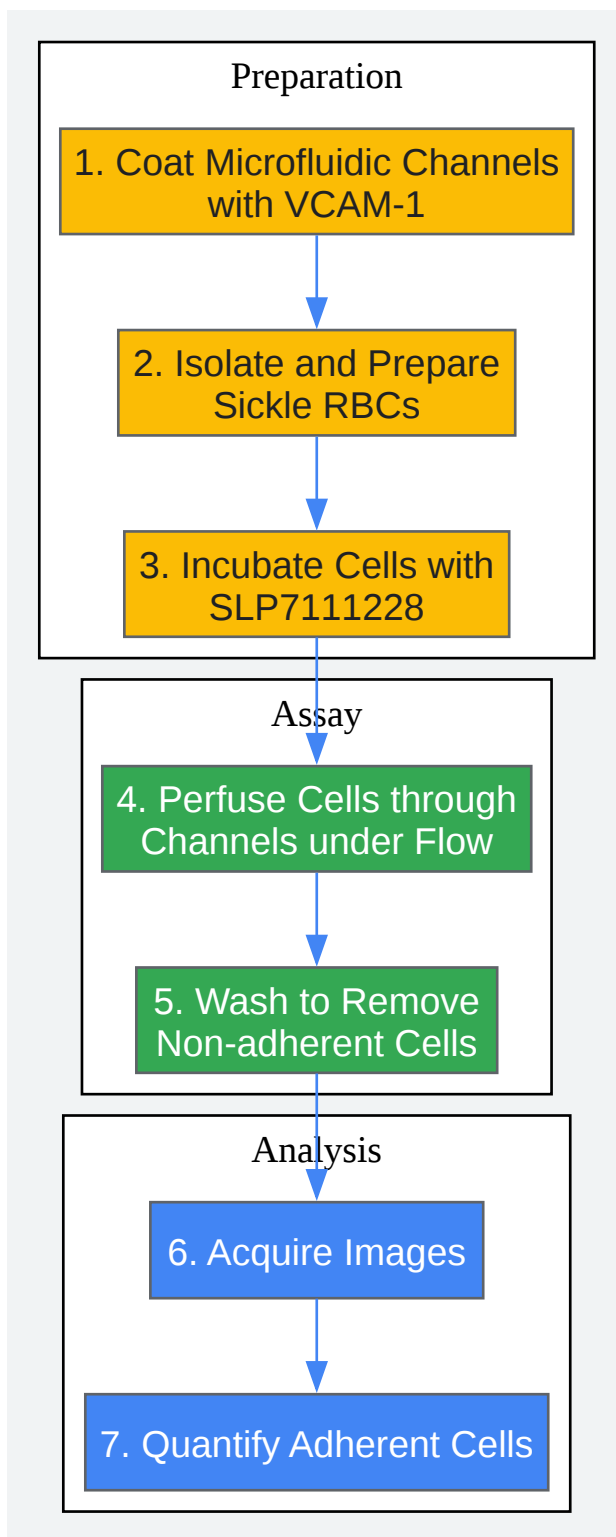 Preparation
1. Coat Microfluidic Channels
with VCAM-1
2. Isolate and Prepare
Sickle RBCs
3. Incubate Cells with
SLP7111228
Assay
4. Perfuse Cells through
Channels under Flow
5. Wash to Remove
Non-adherent Cells
Analysis
6. Acquire Images
7. Quantify Adherent Cells